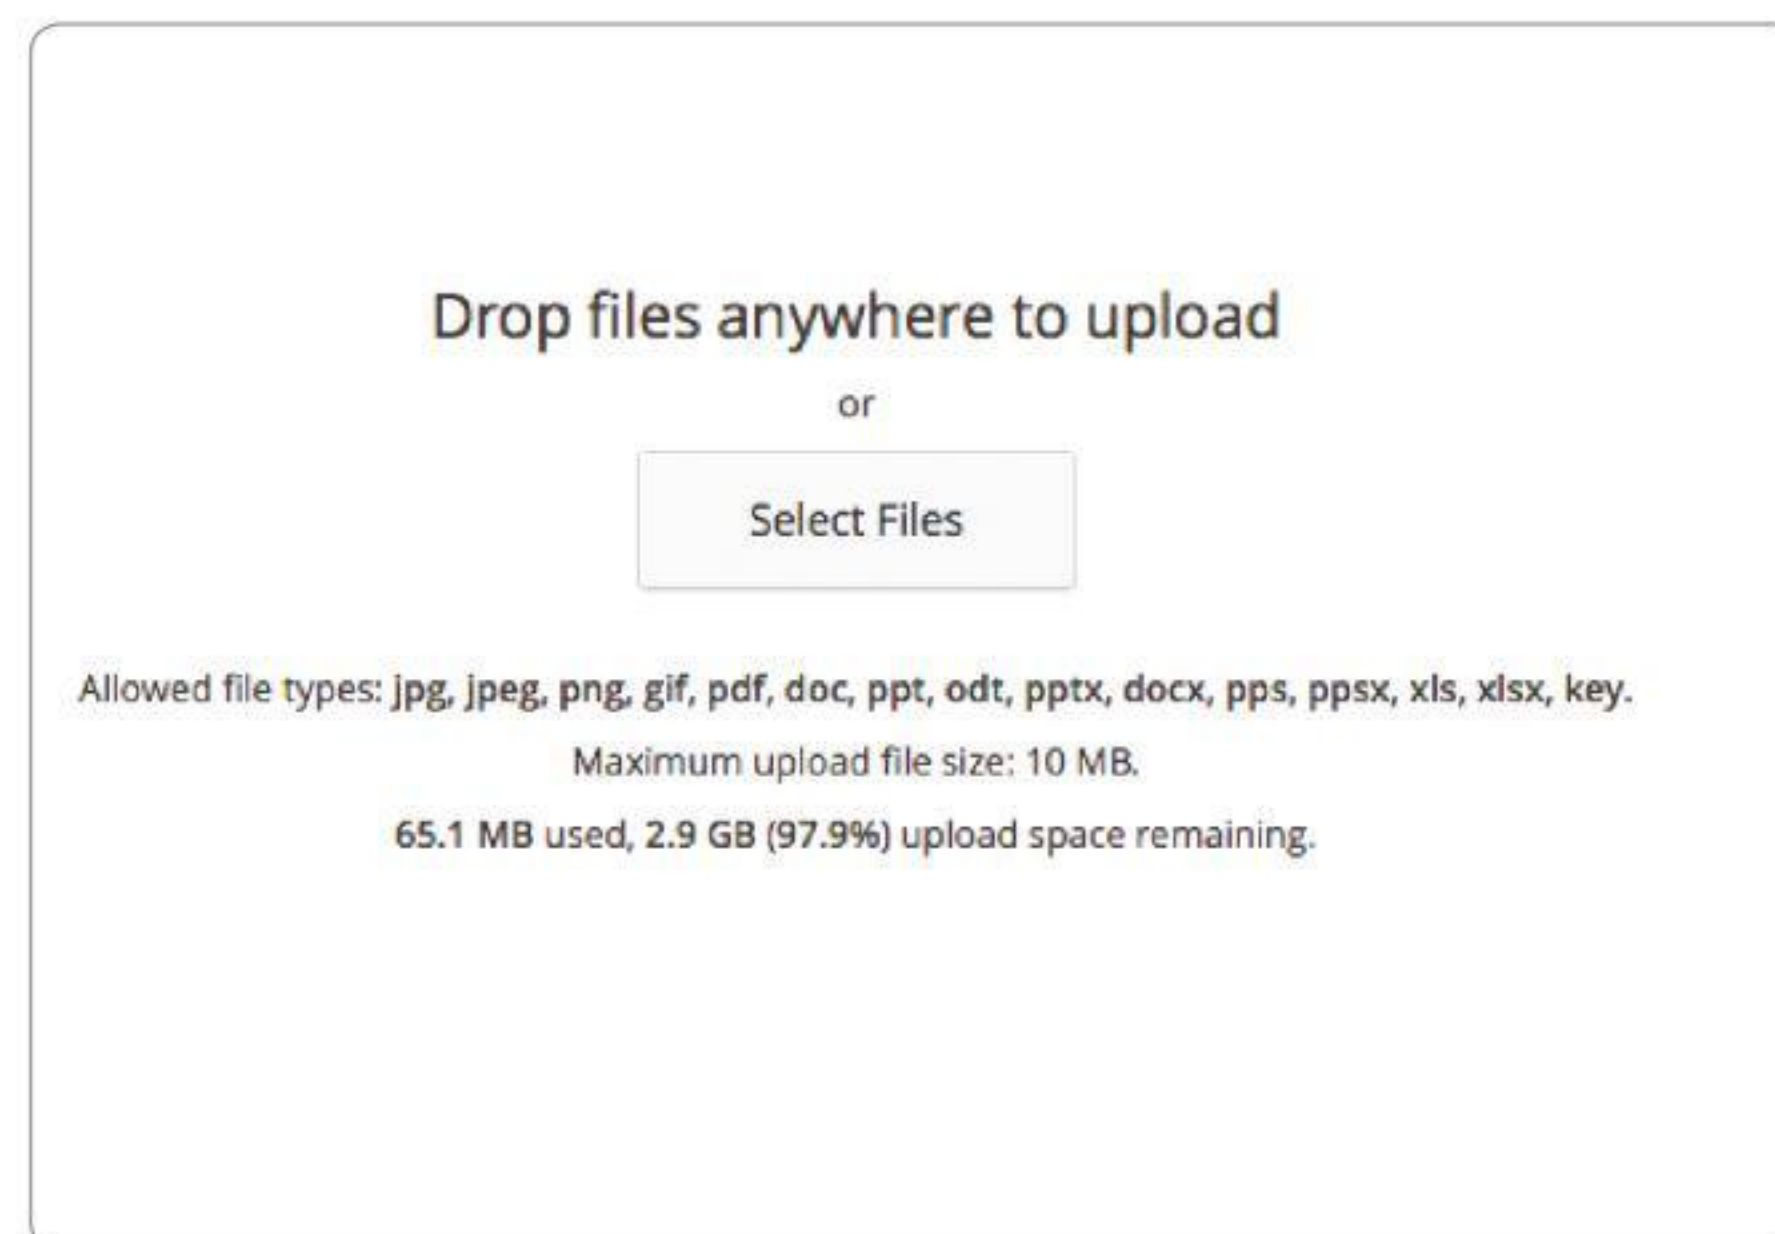 Drop files anywhere to upload
or
Select Files
Allowed file types: jpg, jpeg, png, gif, pdf, doc, ppt, odt, pptx, docx, pps, ppsx, xls, xlsx, key.
Maximum upload file size: 10 MB.
65.1 MB used, 2.9 GB (97.9%) upload space remaining.